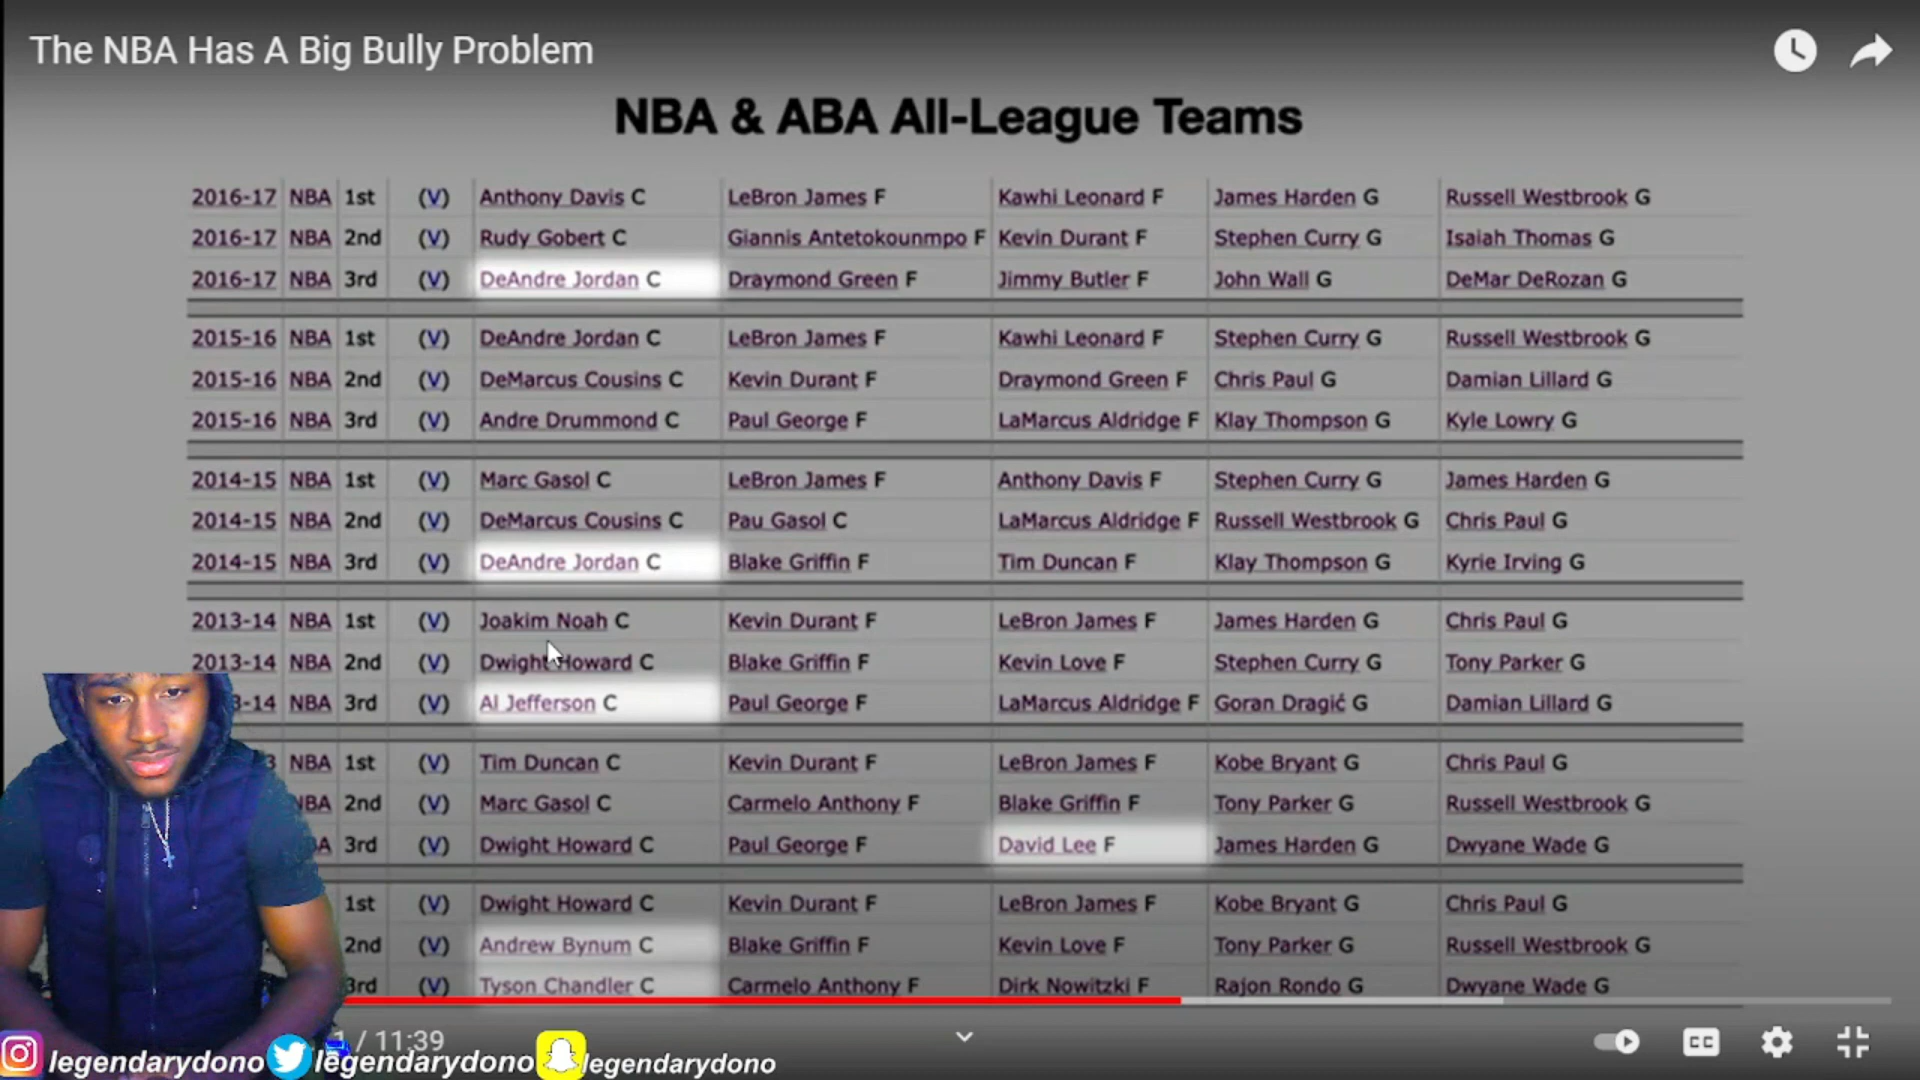 The NBA Has A Big Bully Problem
NBA & ABA All-League Teams
2016-17 NBA 1st (V) Anthony Davis C LeBron James F Kawhi Leonard F James Harden G Russell Westbrook G
2016-17 NBA 2nd (V) Rudy Gobert C Giannis Antetokounmpo F Kevin Durant F Stephen Curry G Isaiah Thomas G
2016-17 NBA 3rd (V) DeAndre Jordan C Draymond Green F Jimmy Butler F John Wall G DeMar DeRozan G
2015-16 NBA 1st (V) DeAndre Jordan C LeBron James F Kawhi Leonard F Stephen Curry G Russell Westbrook G
2015-16 NBA 2nd (V) DeMarcus Cousins C Kevin Durant F Draymond Green F Chris Paul G Damian Lillard G
2015-16 NBA 3rd (V) Andre Drummond C Paul George F LaMarcus Aldridge F Klay Thompson G Kyle Lowry G
2014-15 NBA 1st (V) Marc Gasol C LeBron James F Anthony Davis F Stephen Curry G James Harden G
2014-15 NBA 2nd (V) DeMarcus Cousins C Pau Gasol C LaMarcus Aldridge F Russell Westbrook G Chris Paul G
2014-15 NBA 3rd (V) DeAndre Jordan C Blake Griffin F Tim Duncan F Klay Thompson G Kyrie Irving G
2013-14 NBA 1st (V) Joakim Noah C Kevin Durant F LeBron James F James Harden G Chris Paul G
2013-14 NBA 2nd (V) Dwight Howard C Blake Griffin F Kevin Love F Stephen Curry G Tony Parker G
3-14 NBA 3rd (V) Al Jefferson C Paul George F LaMarcus Aldridge F Goran Dragić G Damian Lillard G
3 NBA 1st (V) Tim Duncan C Kevin Durant F LeBron James F Kobe Bryant G Chris Paul G
NBA 2nd (V) Marc Gasol C Carmelo Anthony F Blake Griffin F Tony Parker G Russell Westbrook G
BA 3rd (V) Dwight Howard C Paul George F David Lee F James Harden G Dwyane Wade G
1st (V) Dwight Howard C Kevin Durant F LeBron James F Kobe Bryant G Chris Paul G
2nd (V) Andrew Bynum C Blake Griffin F Kevin Love F Tony Parker G Russell Westbrook G
3rd (V) Tyson Chandler C Carmelo Anthony F Dirk Nowitzki F Rajon Rondo G Dwyane Wade G
/ 11:39
CC
legendarydono legendarydono legendarydono